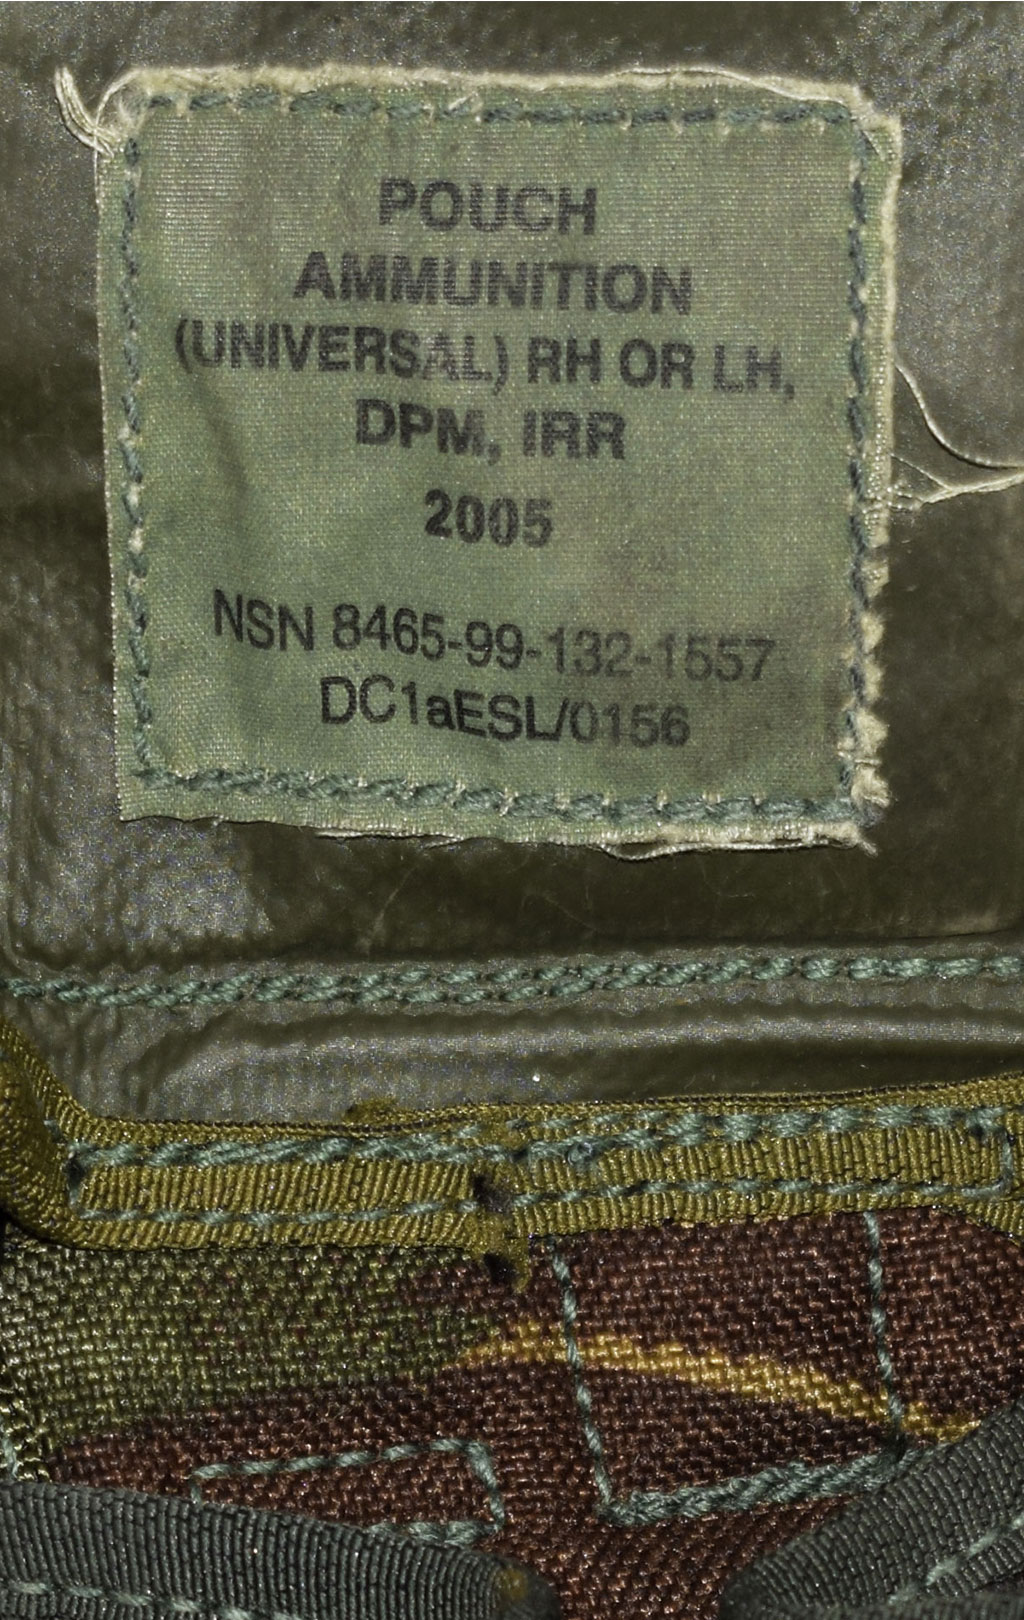 POUCH
AMMUNITION
(UNIVERSAL) RH OR LH,
DPM, IRR
2005
NSN 8465-99-132-1557
DC1aESL/0156